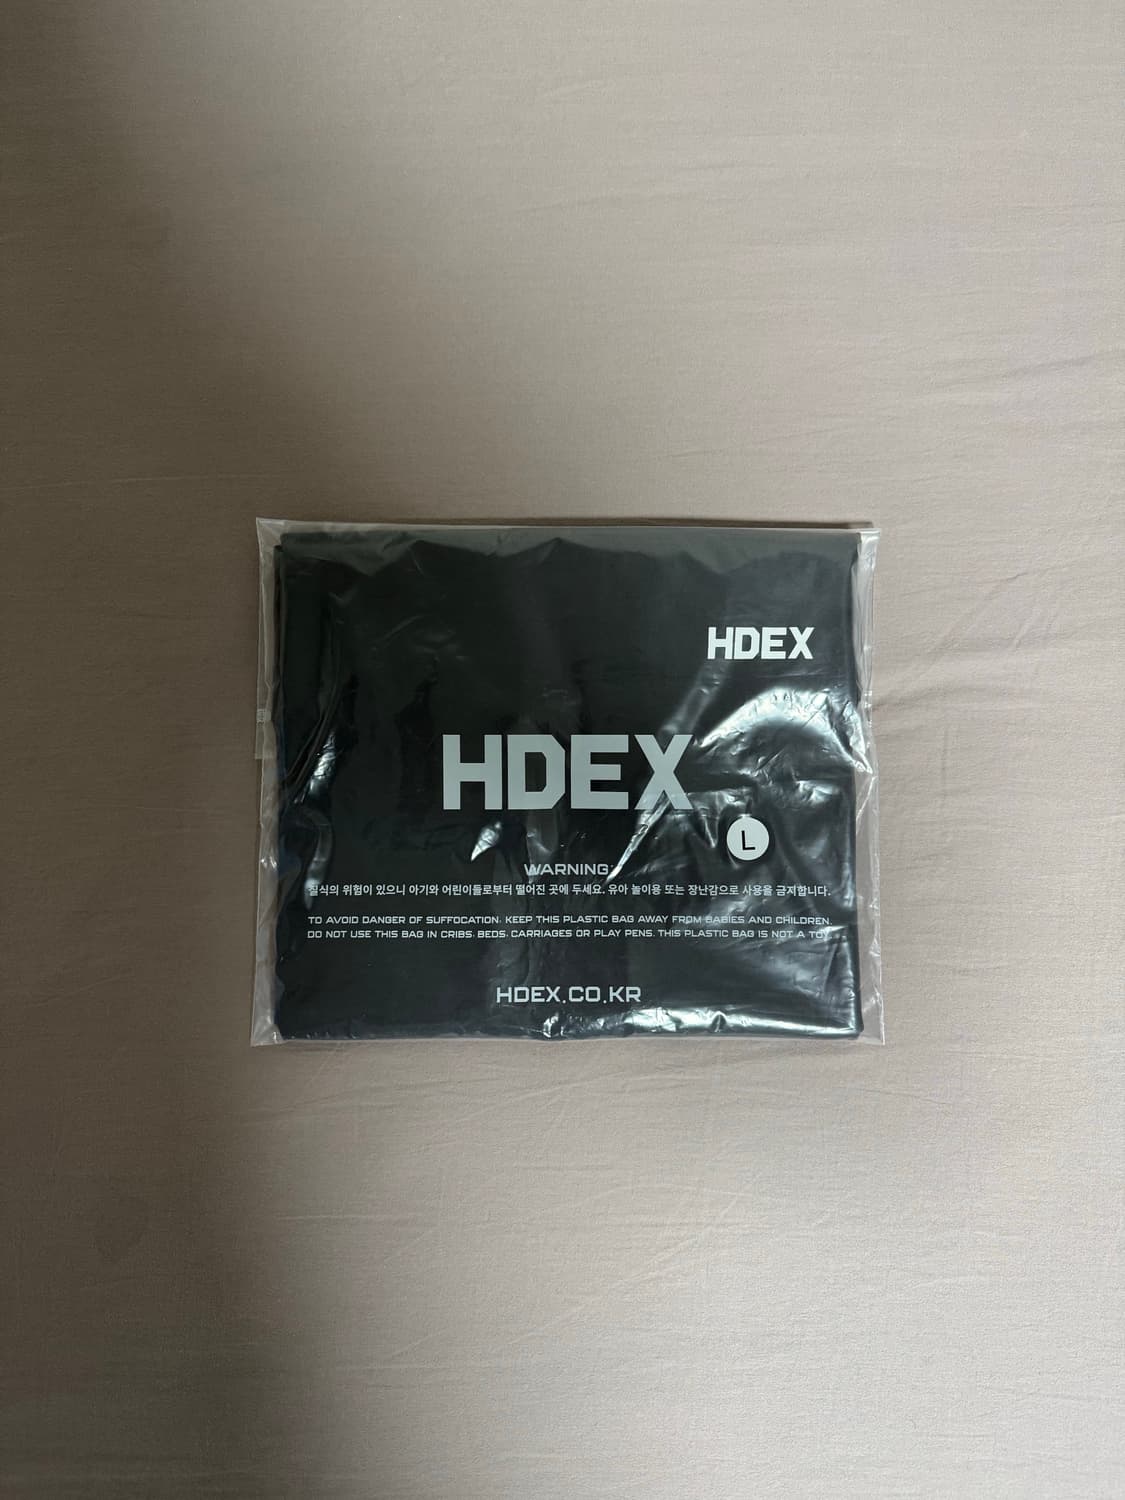 HDEX
HDEX
L
WARNING:
질식의 위험이 있으니 아기와 어린이들로부터 떨어진 곳에 두세요. 유아 놀이용 또는 장난감으로 사용을 금지합니다.
TO AVOID DANGER OF SUFFOCATION, KEEP THIS PLASTIC BAG AWAY FROM BABIES AND CHILDREN.
DO NOT USE THIS BAG IN CRIBS, BEDS, CARRIAGES OR PLAY PENS. THIS PLASTIC BAG IS NOT A TOY.
HDEX.CO.KR